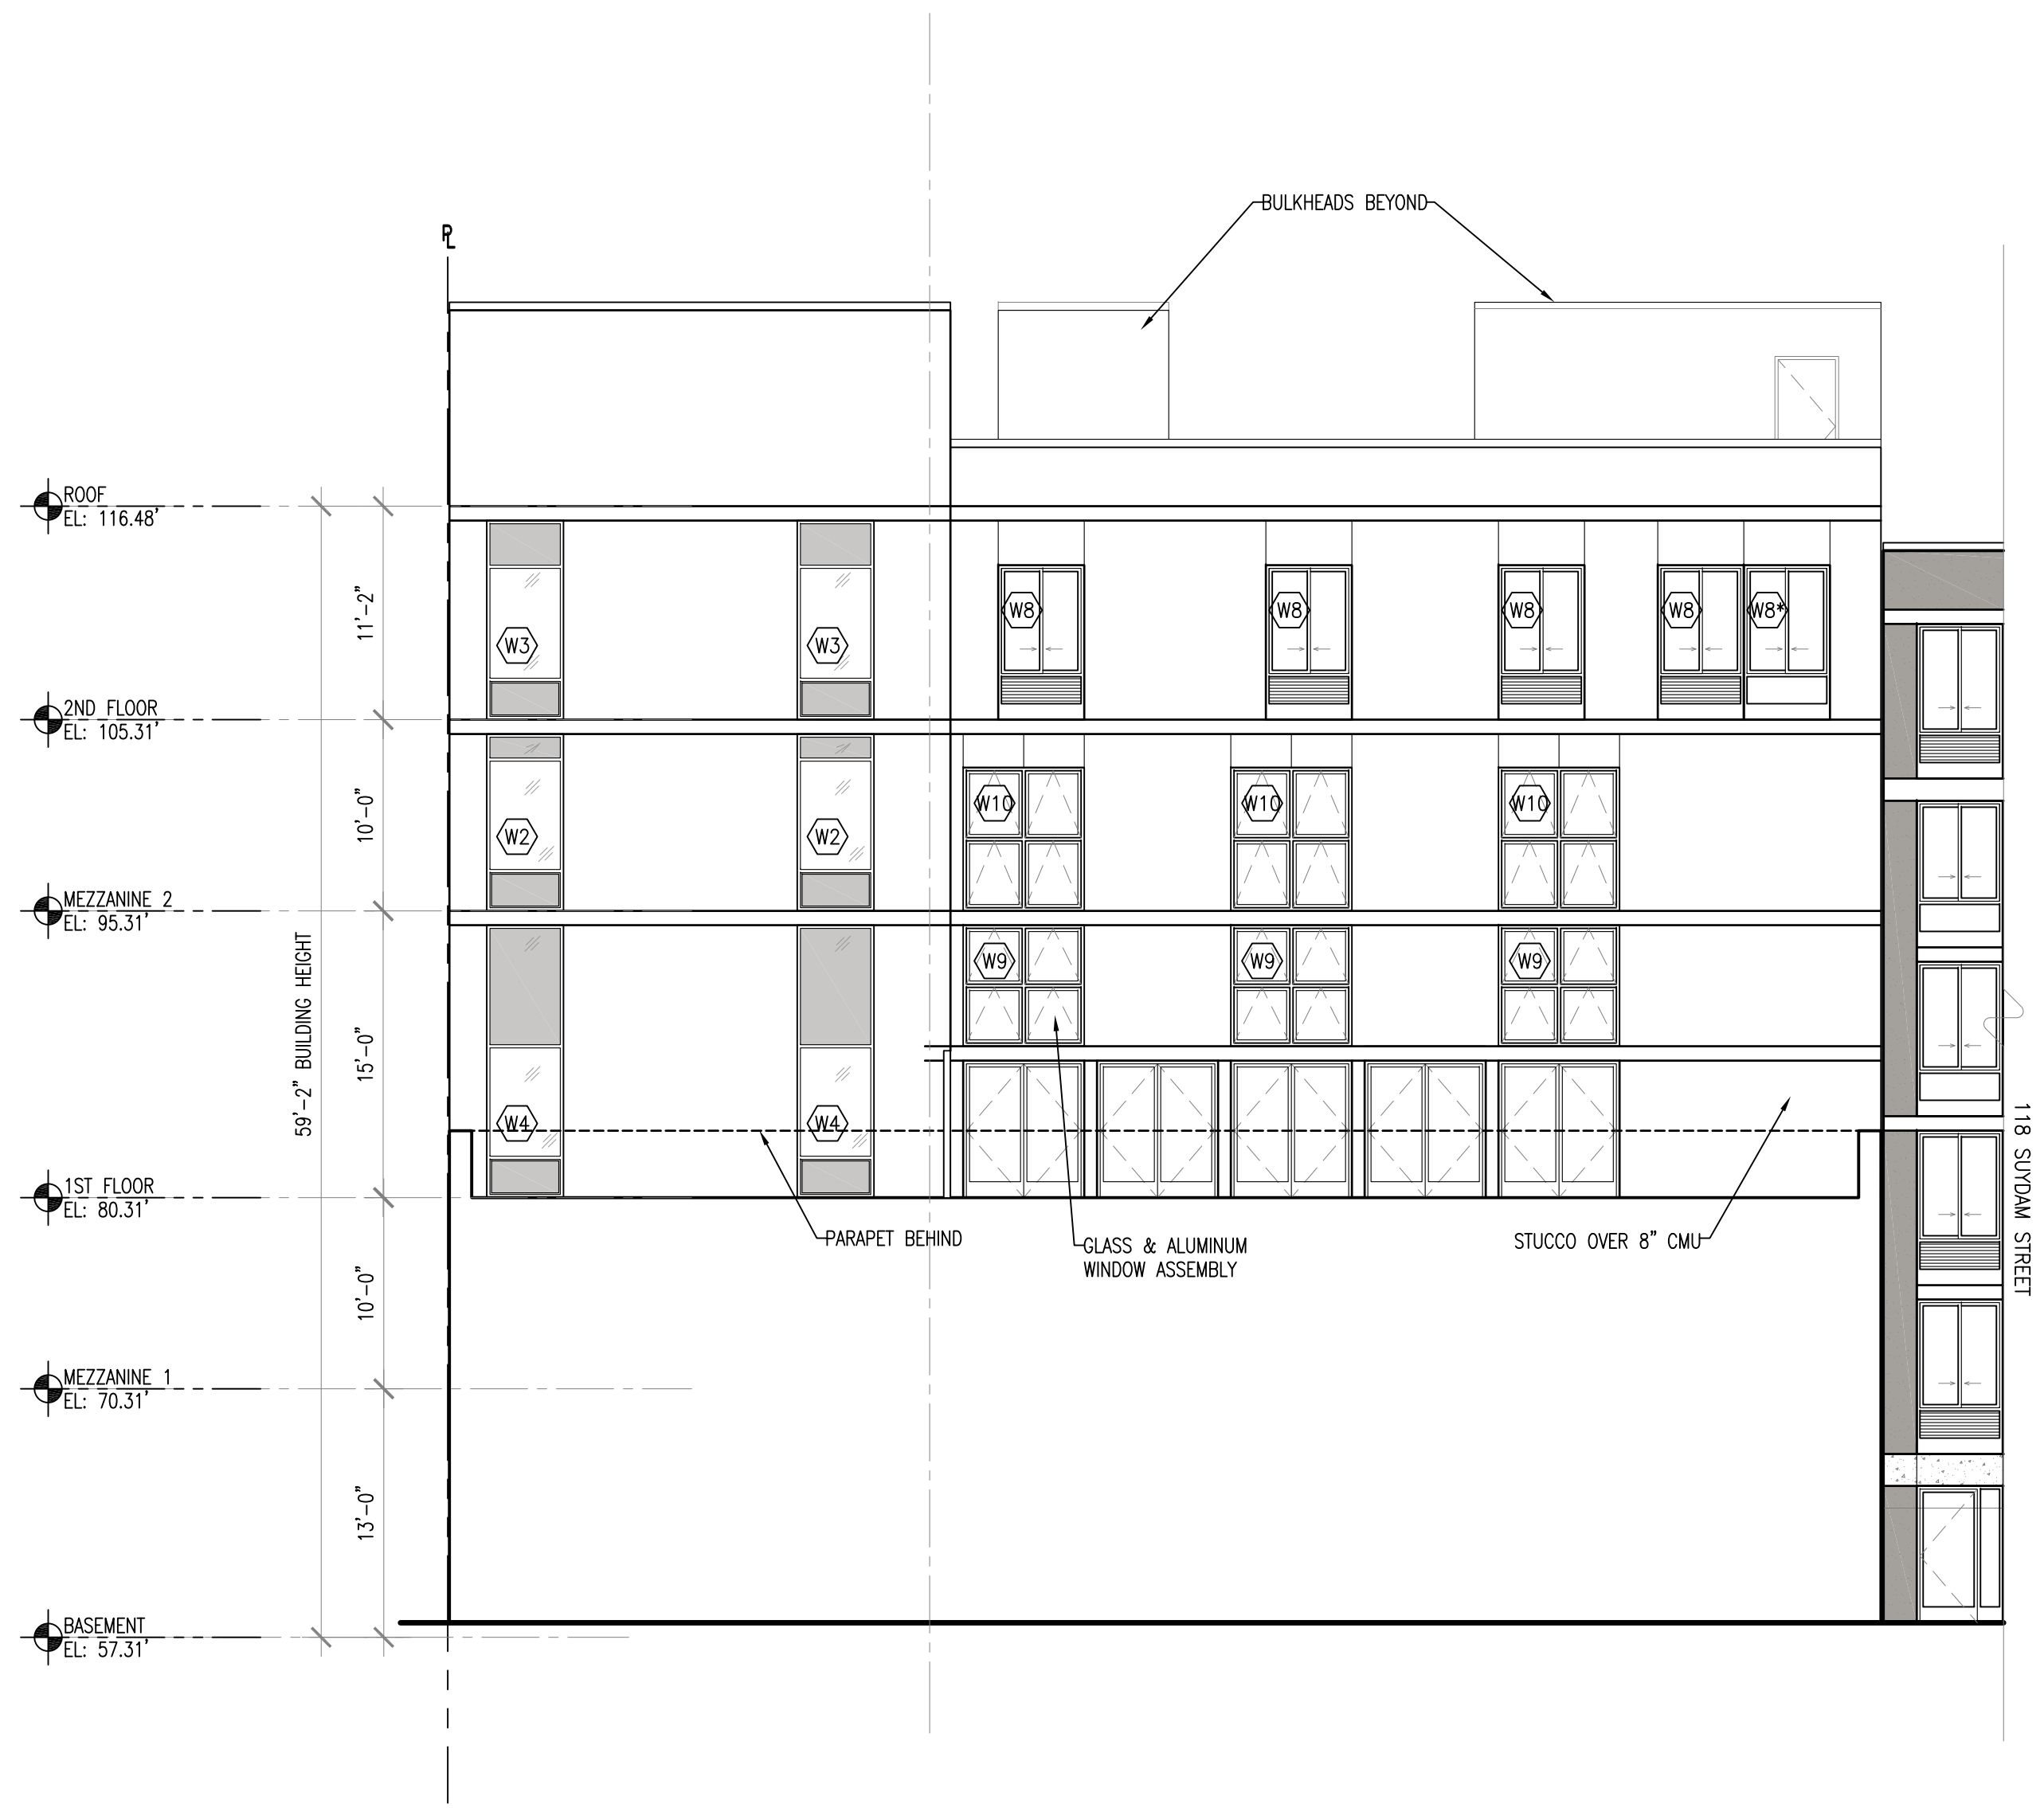 BULKHEADS BEYOND
PL
ROOF
EL: 116.48'
11'-2"
W3
W3
W8
W8
W8
W8
W8*
2ND FLOOR
EL: 105.31'
10'-0"
W2
W2
W10
W10
W10
MEZZANINE 2
EL: 95.31'
59'-2" BUILDING HEIGHT
15'-0"
W9
W9
W9
W4
W4
118 SUYDAM STREET
1ST FLOOR
EL: 80.31'
PARAPET BEHIND
GLASS & ALUMINUM
WINDOW ASSEMBLY
STUCCO OVER 8" CMU
10'-0"
MEZZANINE 1
EL: 70.31'
13'-0"
BASEMENT
EL: 57.31'